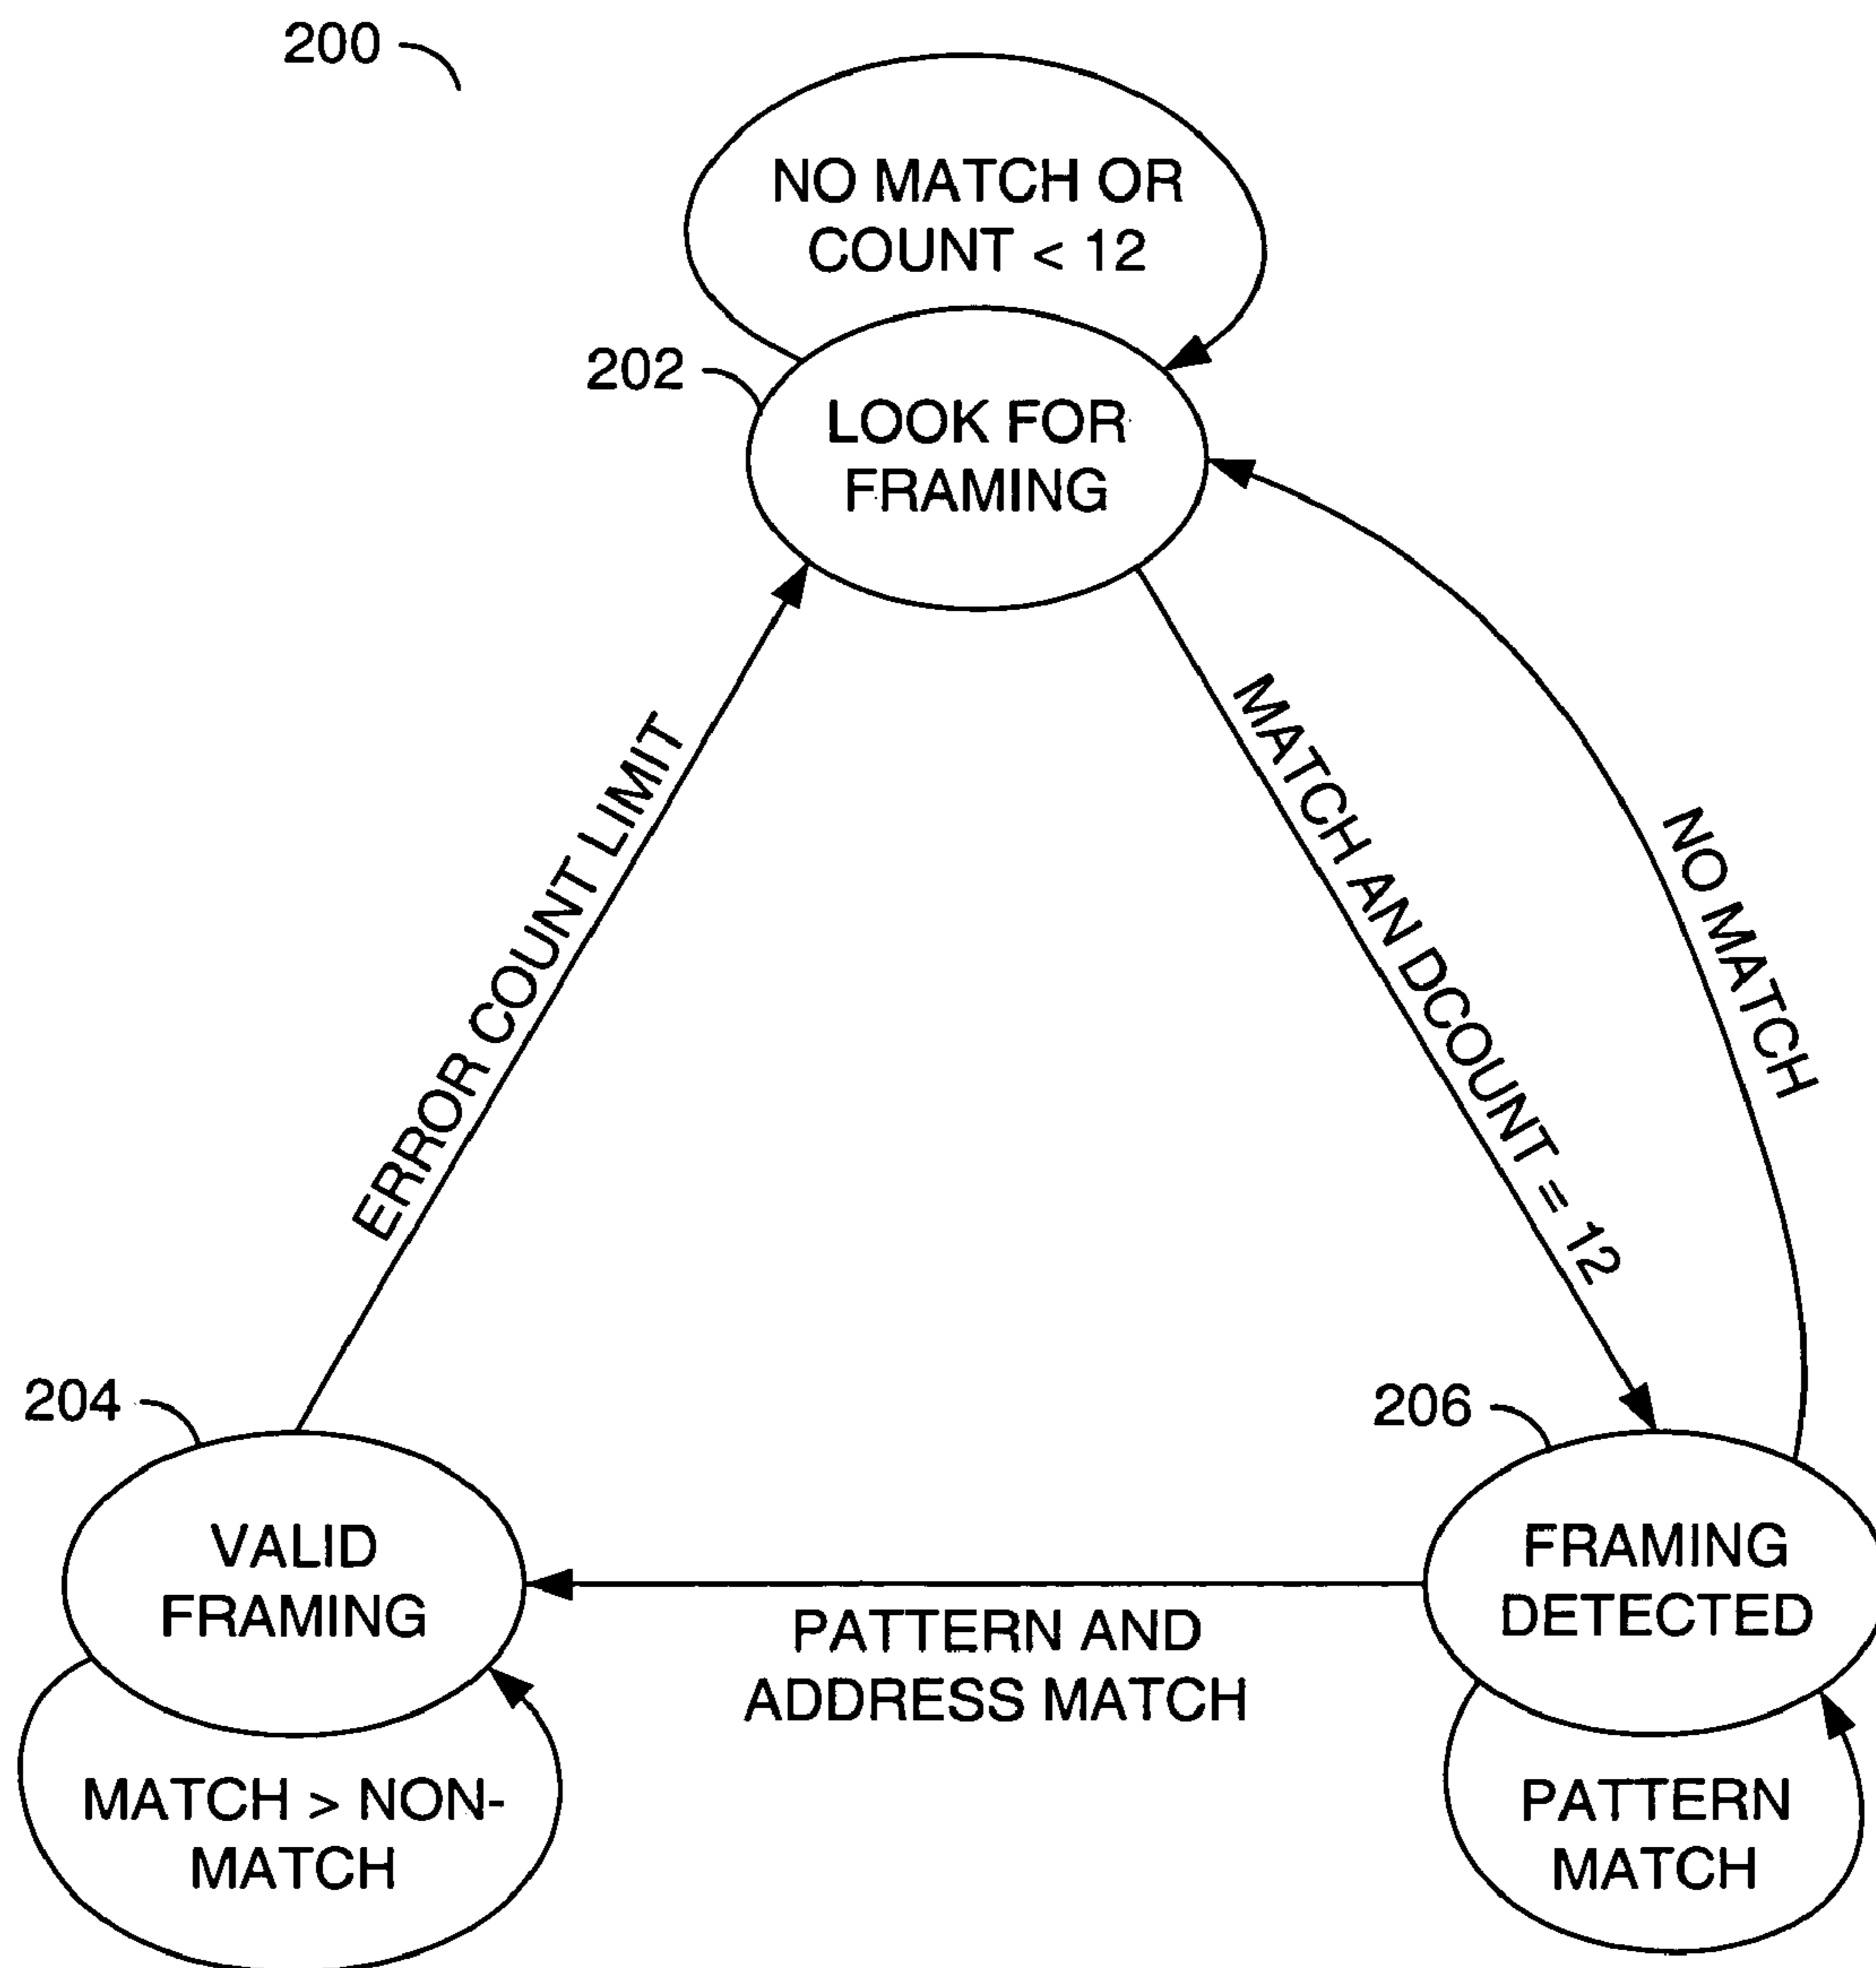 200
NO MATCH OR
COUNT < 12
202
LOOK FOR
FRAMING
ERROR COUNT LIMIT
MATCH AN DCOUNT = 12
NO MATCH
204
206
VALID
FRAMING
FRAMING
DETECTED
PATTERN AND
ADDRESS MATCH
MATCH > NON-
MATCH
PATTERN
MATCH